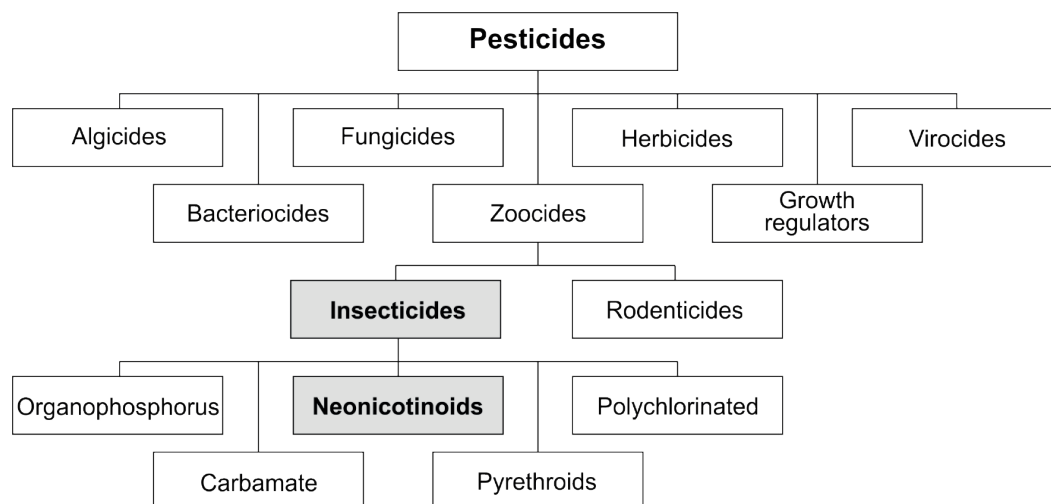 Pesticides
Algicides
Fungicides
Herbicides
Virocides
Bacteriocides
Zoocides
Growth
regulators
Insecticides
Rodenticides
Organophosphorus
Neonicotinoids
Polychlorinated
Carbamate
Pyrethroids